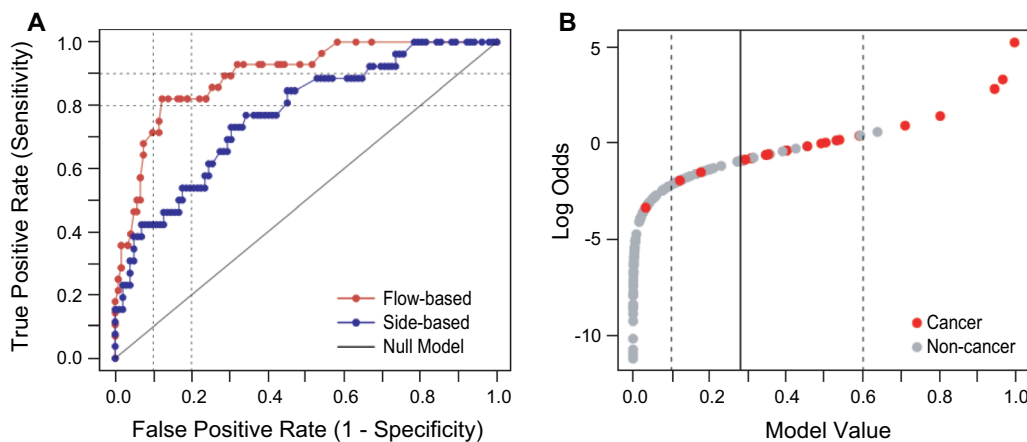 A
True Positive Rate (Sensitivity)
1.0
0.8
0.6
0.4
0.2
0.0
Flow-based
Side-based
Null Model
0.0 0.2 0.4 0.6 0.8 1.0
False Positive Rate (1 - Specificity)
B
Log Odds
5
0
-5
-10
Cancer
Non-cancer
0.0 0.2 0.4 0.6 0.8 1.0
Model Value